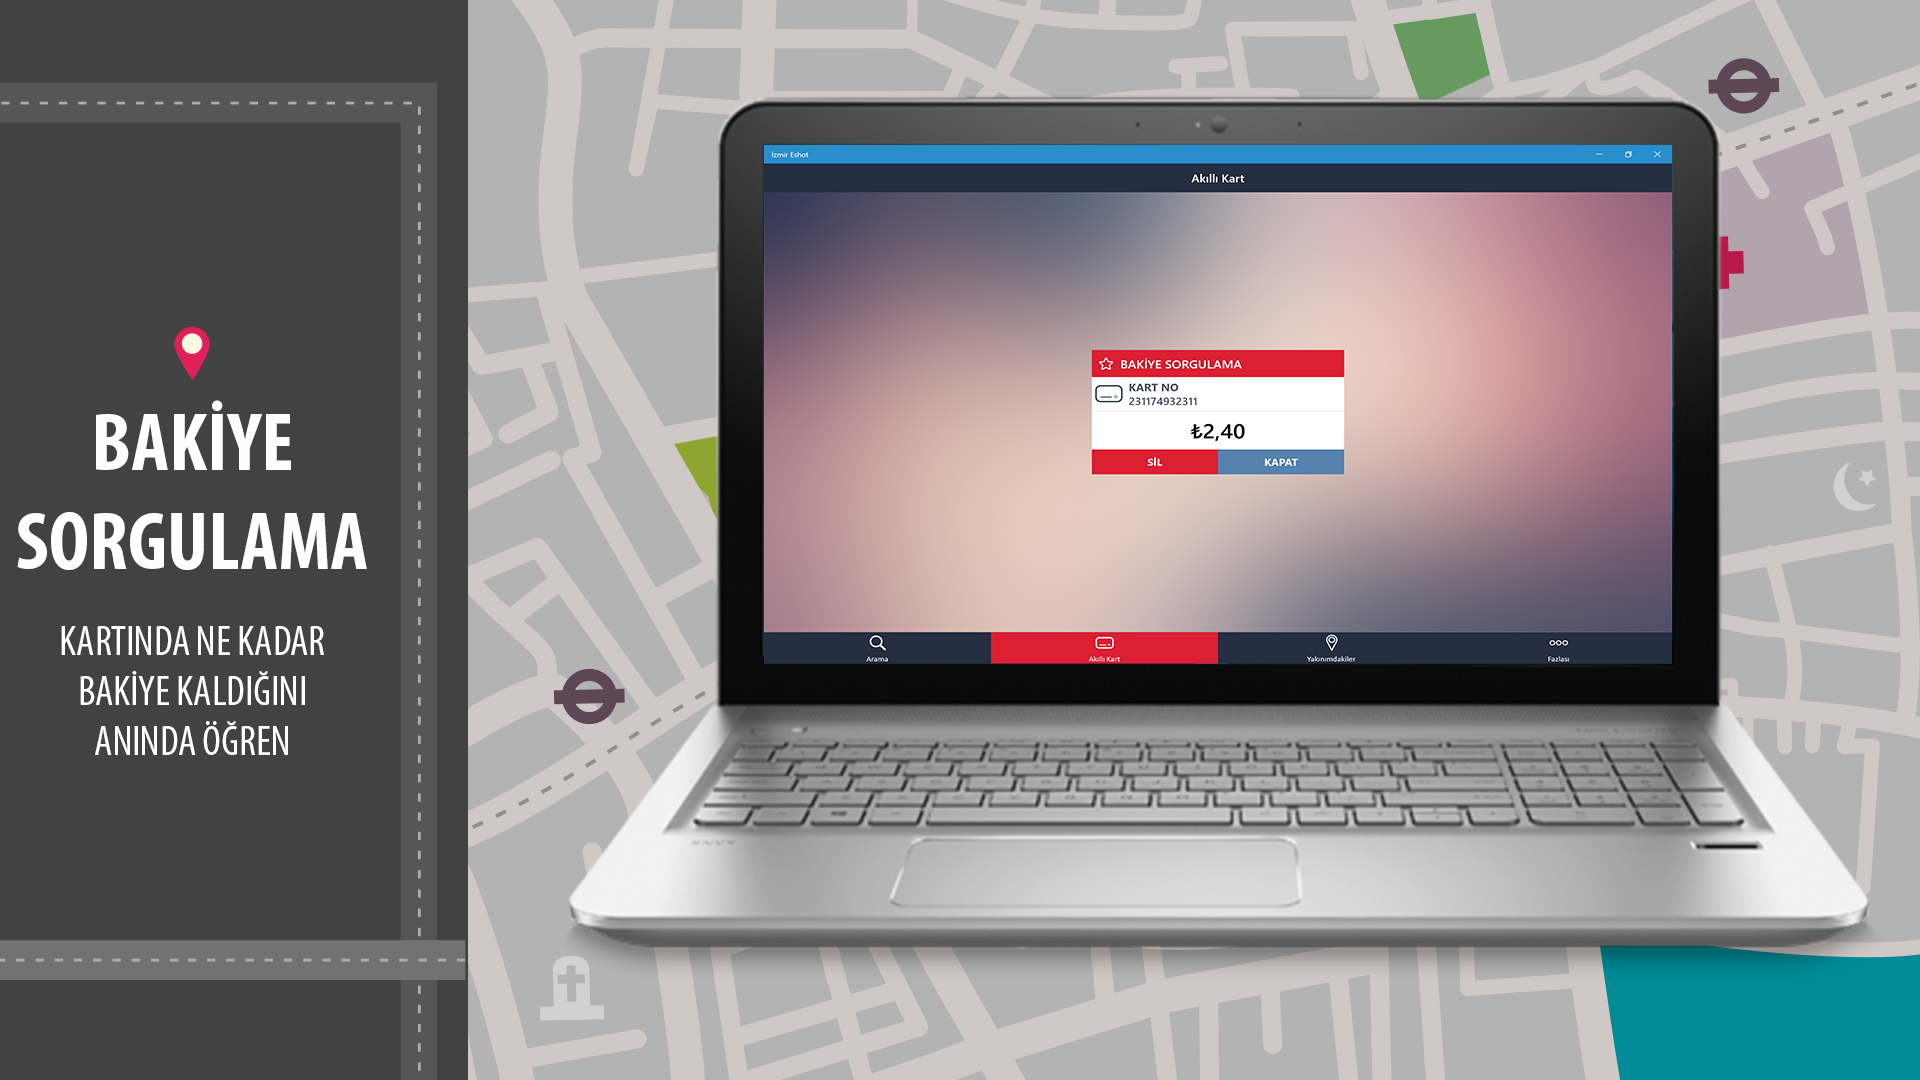 BAKİYE
SORGULAMA
KARTINDA NE KADAR
BAKİYE KALDIĞINI
ANINDA ÖĞREN
İzmir Eshot
Akıllı Kart
BAKİYE SORGULAMA
KART NO
231174932311
₺2,40
SİL KAPAT
Arama Akıllı Kart Yakınımdakiler Fazlası